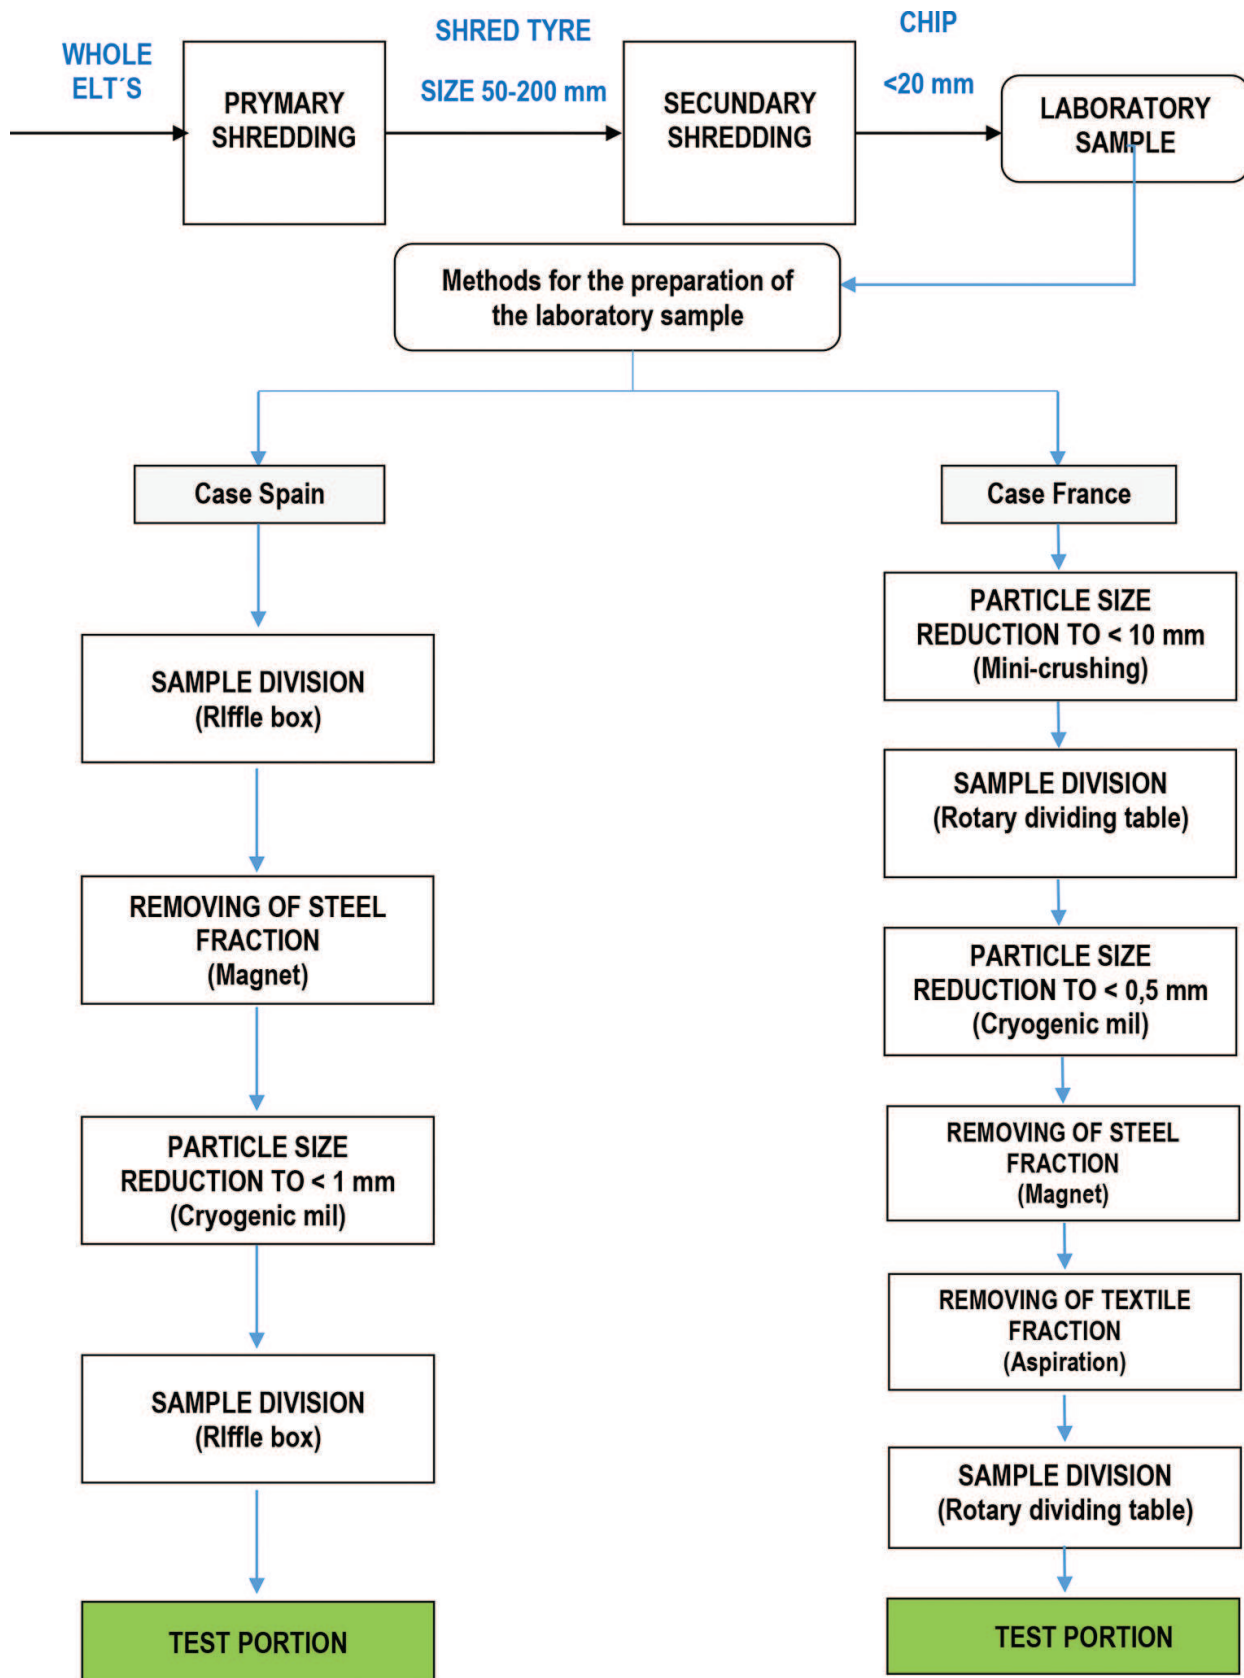 WHOLE
ELT´S
PRYMARY
SHREDDING
SHRED TYRE
SIZE 50-200 mm
SECUNDARY
SHREDDING
CHIP
<20 mm
LABORATORY
SAMPLE
Methods for the preparation of
the laboratory sample
Case Spain
SAMPLE DIVISION
(RIffle box)
REMOVING OF STEEL
FRACTION
(Magnet)
PARTICLE SIZE
REDUCTION TO < 1 mm
(Cryogenic mil)
SAMPLE DIVISION
(RIffle box)
TEST PORTION
Case France
PARTICLE SIZE
REDUCTION TO < 10 mm
(Mini-crushing)
SAMPLE DIVISION
(Rotary dividing table)
PARTICLE SIZE
REDUCTION TO < 0,5 mm
(Cryogenic mil)
REMOVING OF STEEL
FRACTION
(Magnet)
REMOVING OF TEXTILE
FRACTION
(Aspiration)
SAMPLE DIVISION
(Rotary dividing table)
TEST PORTION